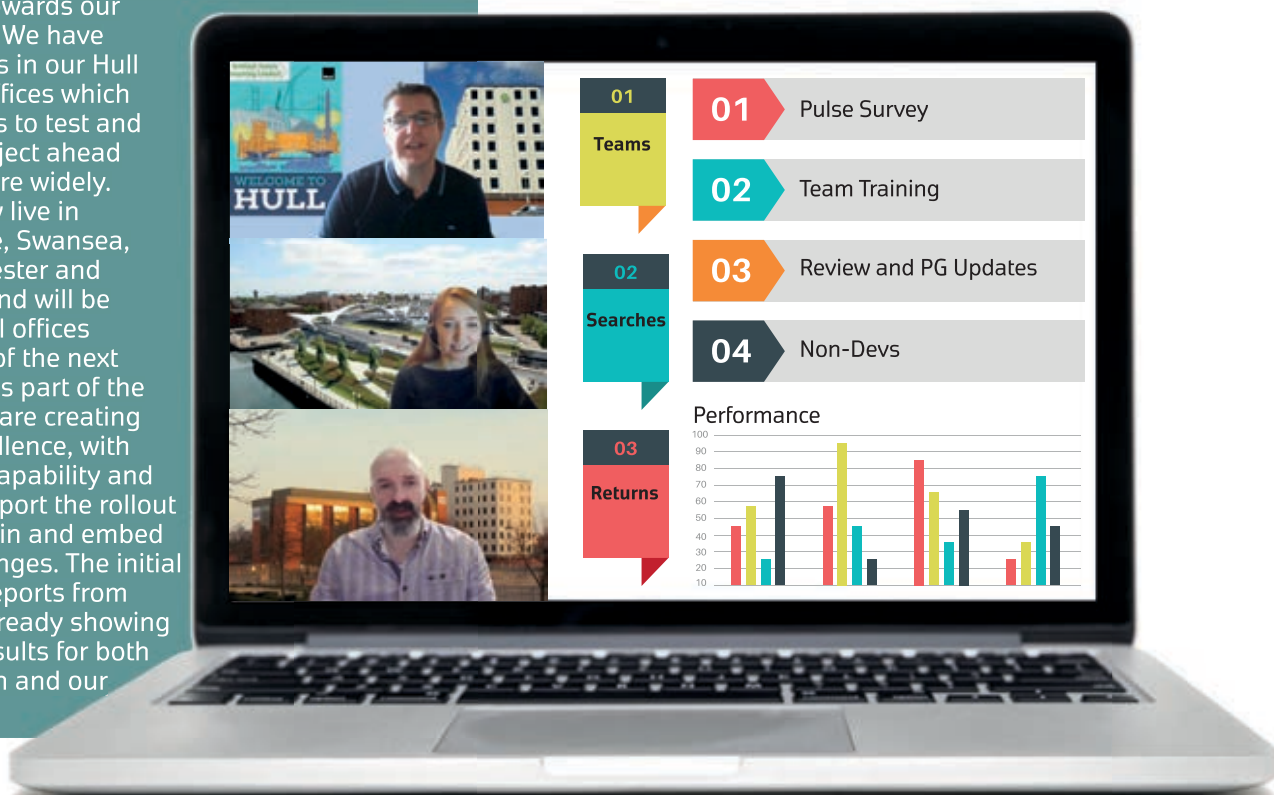 wards our
We have
s in our Hull
fices which
s to test and
ject ahead
re widely.
y live in
e, Swansea,
ester and
nd will be
l offices
of the next
s part of the
are creating
llence, with
apability and
port the rollout
in and embed
nges. The initial
eports from
ready showing
sults for both
n and our
WELCOME TO
HULL
01
Teams
02
Searches
03
Returns
01 Pulse Survey
02 Team Training
03 Review and PG Updates
04 Non-Devs
Performance
100
90
80
70
60
50
40
30
20
10